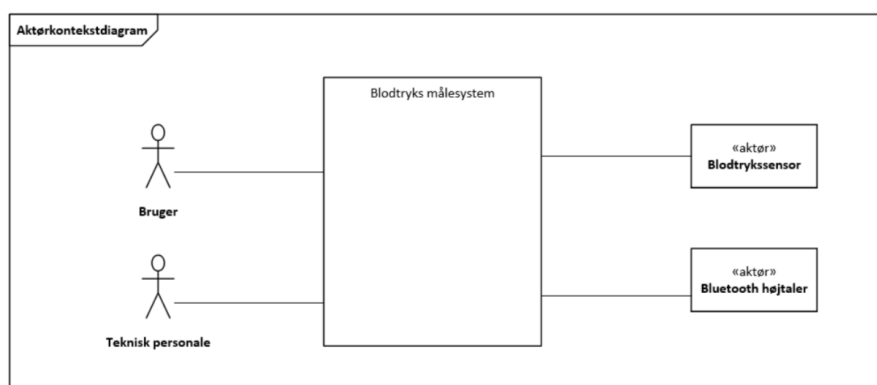 Aktørkontekstdiagram
Blodtryks målesystem
«aktør»
Blodtrykssensor
Bruger
«aktør»
Bluetooth højtaler
Teknisk personale